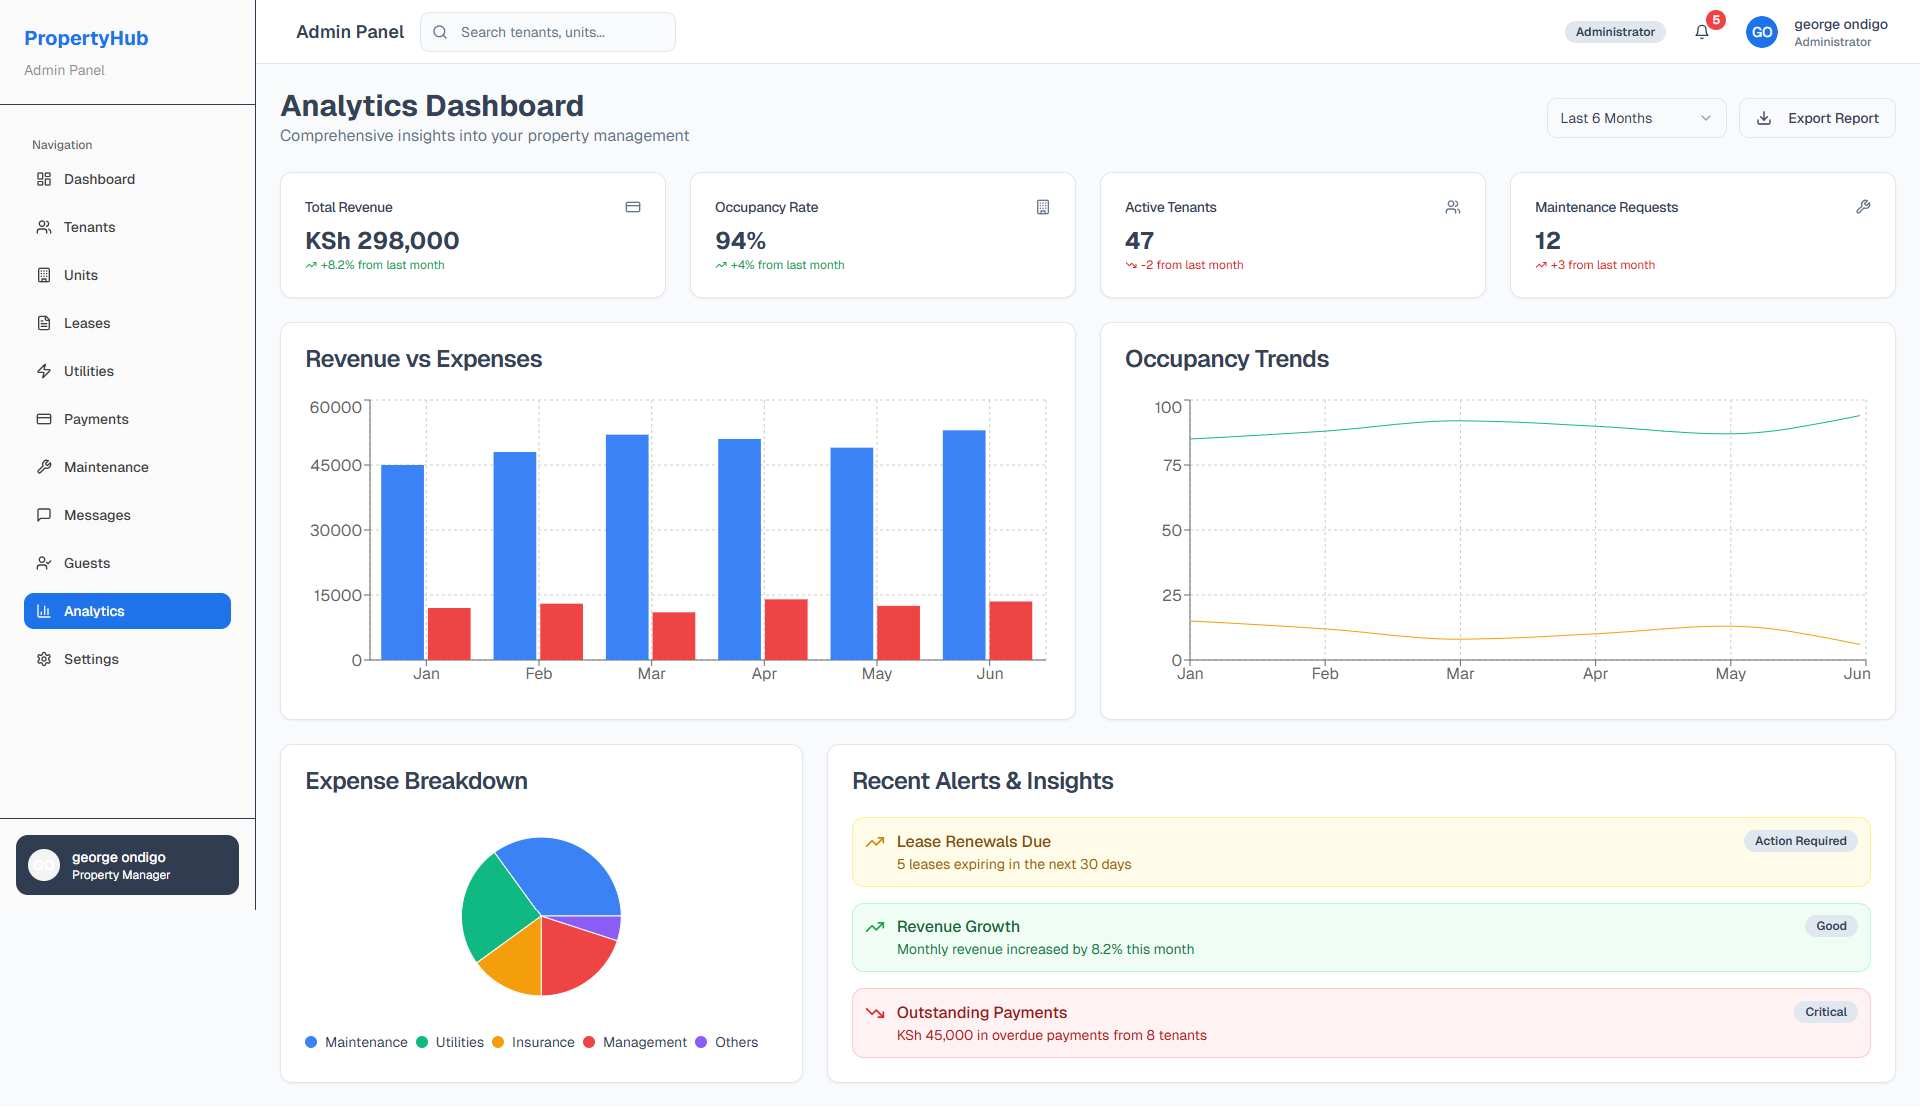 PropertyHub
Admin Panel
Navigation
Dashboard
Tenants
Units
Leases
Utilities
Payments
Maintenance
Messages
Guests
Analytics
Settings
george ondigo
Property Manager
Admin Panel
Search tenants, units...
Administrator
5
GO
george ondigo
Administrator
Analytics Dashboard
Comprehensive insights into your property management
Last 6 Months
Export Report
Total Revenue
KSh 298,000
+8.2% from last month
Occupancy Rate
94%
+4% from last month
Active Tenants
47
-2 from last month
Maintenance Requests
12
+3 from last month
Revenue vs Expenses
60000
45000
30000
15000
0
Jan Feb Mar Apr May Jun
Occupancy Trends
100
75
50
25
0
Jan Feb Mar Apr May Jun
Expense Breakdown
Maintenance Utilities Insurance Management Others
Recent Alerts & Insights
Lease Renewals Due
Action Required
5 leases expiring in the next 30 days
Revenue Growth
Good
Monthly revenue increased by 8.2% this month
Outstanding Payments
Critical
KSh 45,000 in overdue payments from 8 tenants